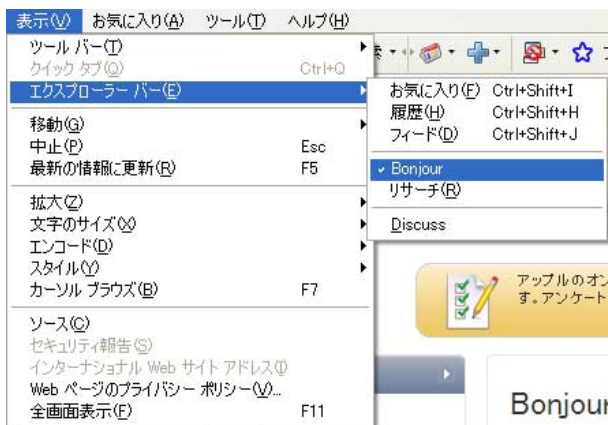 表示(V) お気に入り(A) ツール(T) ヘルプ(H)
ツール バー(T)
クイック タブ(Q) Ctrl+Q
エクスプローラー バー(E)
移動(G)
中止(P) Esc
最新の情報に更新(R) F5
拡大(Z)
文字のサイズ(X)
エンコード(D)
スタイル(Y)
カーソル ブラウズ(B) F7
ソース(C)
セキュリティ報告(S)
インターナショナル Web サイト アドレス(I)
Web ページのプライバシー ポリシー(V)...
全画面表示(F) F11
お気に入り(F) Ctrl+Shift+I
履歴(H) Ctrl+Shift+H
フィード(D) Ctrl+Shift+J
Bonjour
リサーチ(R)
Discuss
アップルのオン
す。アンケート
Bonjour